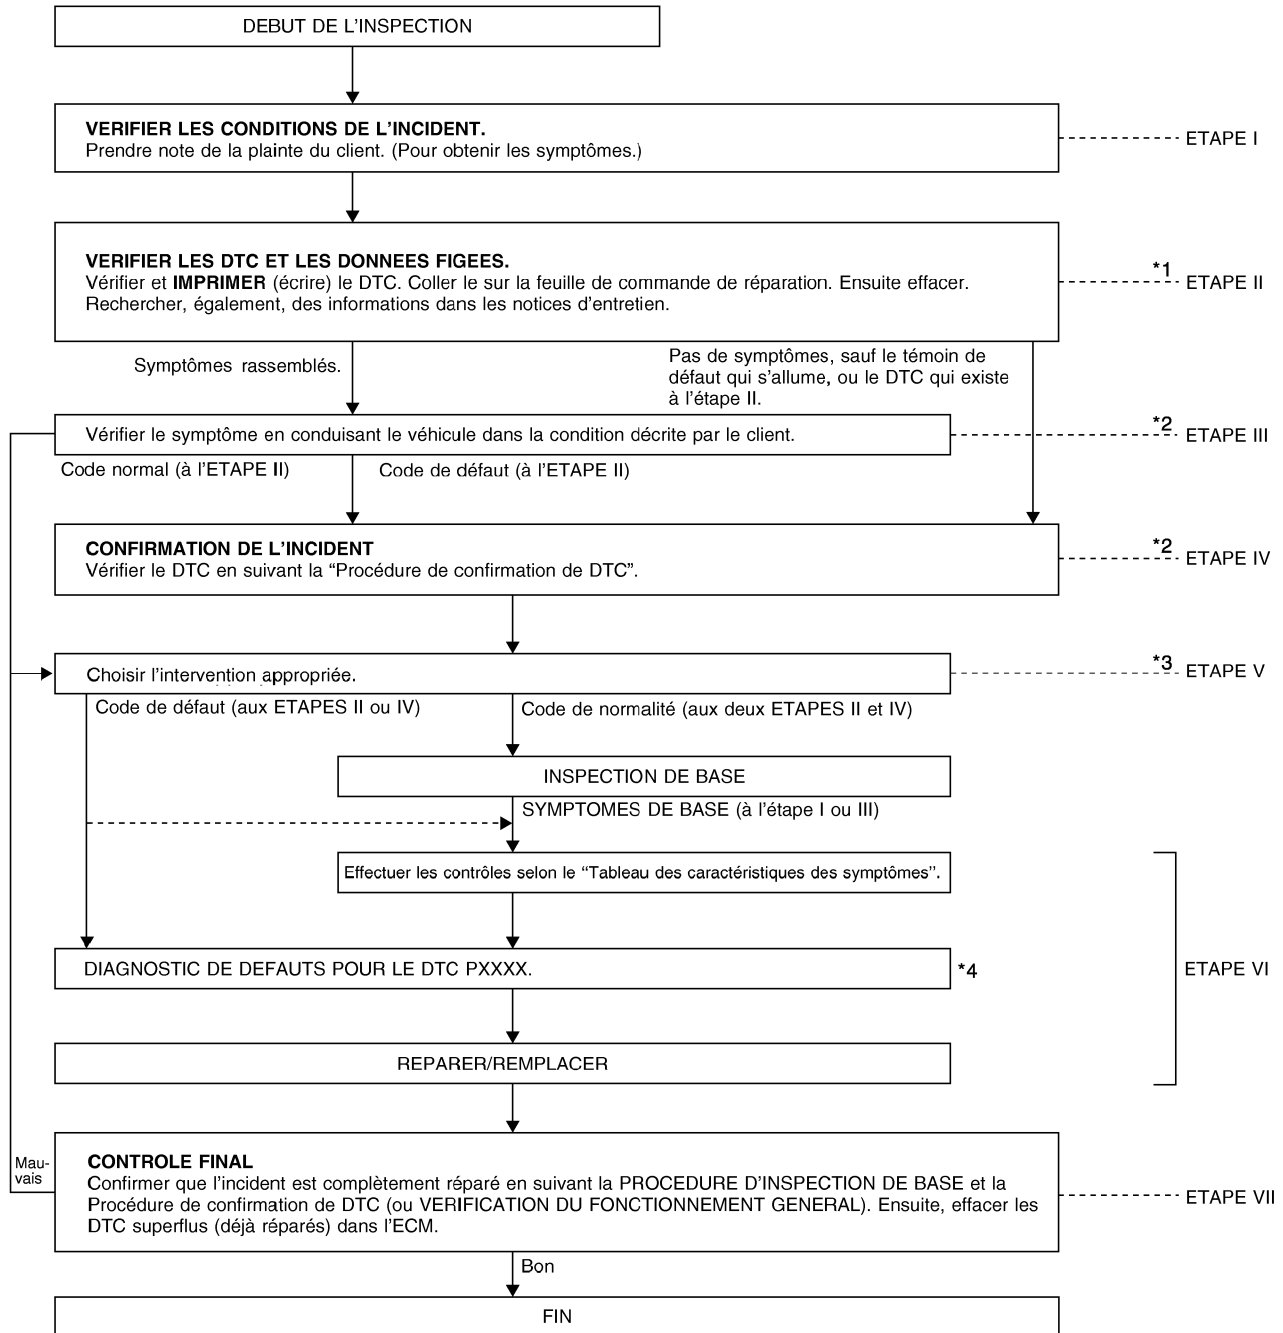 DEBUT DE L'INSPECTION
VERIFIER LES CONDITIONS DE L'INCIDENT.
Prendre note de la plainte du client. (Pour obtenir les symptômes.)
ETAPE I
VERIFIER LES DTC ET LES DONNEES FIGEES.
Vérifier et IMPRIMER (écrire) le DTC. Coller le sur la feuille de commande de réparation. Ensuite effacer.
Rechercher, également, des informations dans les notices d'entretien.
*1
ETAPE II
Symptômes rassemblés.
Pas de symptômes, sauf le témoin de
défaut qui s'allume, ou le DTC qui existe
à l'étape II.
Vérifier le symptôme en conduisant le véhicule dans la condition décrite par le client.
*2
ETAPE III
Code normal (à l'ETAPE II)
Code de défaut (à l'ETAPE II)
CONFIRMATION DE L'INCIDENT
Vérifier le DTC en suivant la “Procédure de confirmation de DTC”.
*2
ETAPE IV
Choisir l'intervention appropriée.
*3
ETAPE V
Code de défaut (aux ETAPES II ou IV)
Code de normalité (aux deux ETAPES II et IV)
INSPECTION DE BASE
SYMPTOMES DE BASE (à l'étape I ou III)
Effectuer les contrôles selon le “Tableau des caractéristiques des symptômes”.
DIAGNOSTIC DE DEFAUTS POUR LE DTC PXXXX.
*4
ETAPE VI
REPARER/REMPLACER
Mau-
vais
CONTROLE FINAL
Confirmer que l'incident est complètement réparé en suivant la PROCEDURE D'INSPECTION DE BASE et la
Procédure de confirmation de DTC (ou VERIFICATION DU FONCTIONNEMENT GENERAL). Ensuite, effacer les
DTC superflus (déjà réparés) dans l'ECM.
ETAPE VII
Bon
FIN